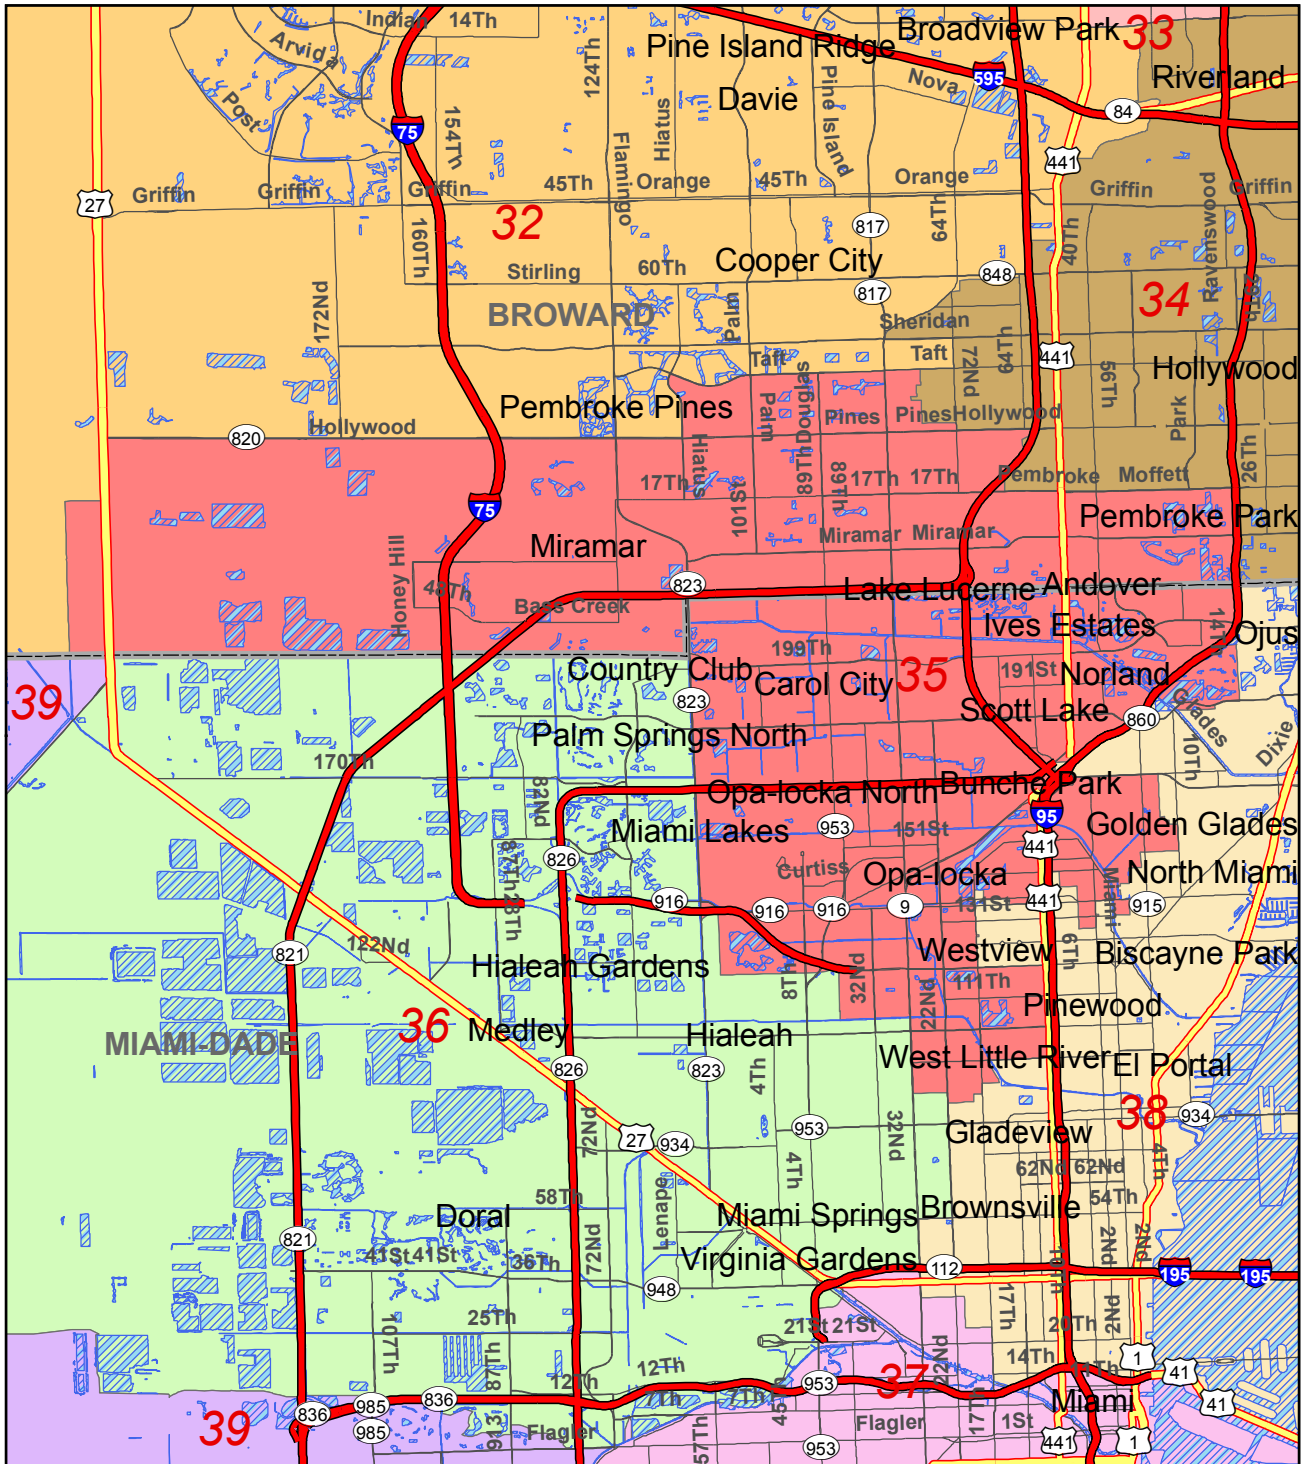 Indian 14Th
Arvida
Post
154Th
124Th
Hiatus
Pine Island Ridge
Broadview Park
33
Riverland
Davie
Pine Island
Nova
595
84
75
441
27
Griffin
Griffin
Griffin
45Th
Orange
45Th
Orange
Griffin
Griffin
Flamingo
Ravenswood
32
160Th
817
64Th
40Th
Stirling
60Th
Cooper City
848
817
34
172Nd
BROWARD
Palm
Sheridan
Taft
Taft
72Nd
64Th
441
56Th
Hollywood
Pembroke Pines
820
Hollywood
Palm
Douglas
Pines
Pines
Hollywood
Park
Hiatus
89Th
89Th
17Th
17Th
17Th
Pembroke
Moffett
26Th
75
101St
Miramar
Miramar
Miramar
Pembroke Park
Honey Hill
48Th
Bass Creek
823
Lake Lucerne
Andover
Ives Estates
14Th
Ojus
199Th
39
Country Club
Carol City
35
191St
Norland
823
Scott Lake
860
Glades
Palm Springs North
170Th
10Th
Dixie
82Nd
Opa-locka North
Bunche Park
95
Miami Lakes
953
151St
441
Golden Glades
826
87Th
Curtiss
Opa-locka
North Miami
Miami
916
916
916
9
131St
441
915
122Nd
821
Hialeah Gardens
8Th
32Nd
Westview
6Th
Biscayne Park
111Th
22Nd
Pinewood
36
Medley
Hialeah
MIAMI-DADE
826
823
4Th
West Little River
El Portal
38
934
953
32Nd
Gladeview
72Nd
27
934
4Th
62Nd
62Nd
4Th
54Th
58Th
Lenape
Doral
Miami Springs
Brownsville
821
41St
41St
36Th
72Nd
Virginia Gardens
112
2Nd
2Nd
195
195
948
17Th
2Nd
25Th
21St
21St
20Th
107Th
87Th
12Th
12Th
22Nd
14Th
1
41
953
37
7Th
7Th
17Th
Miami
41
836
985
836
39
985
913
Flagler
57Th
Flagler
1St
953
441
1